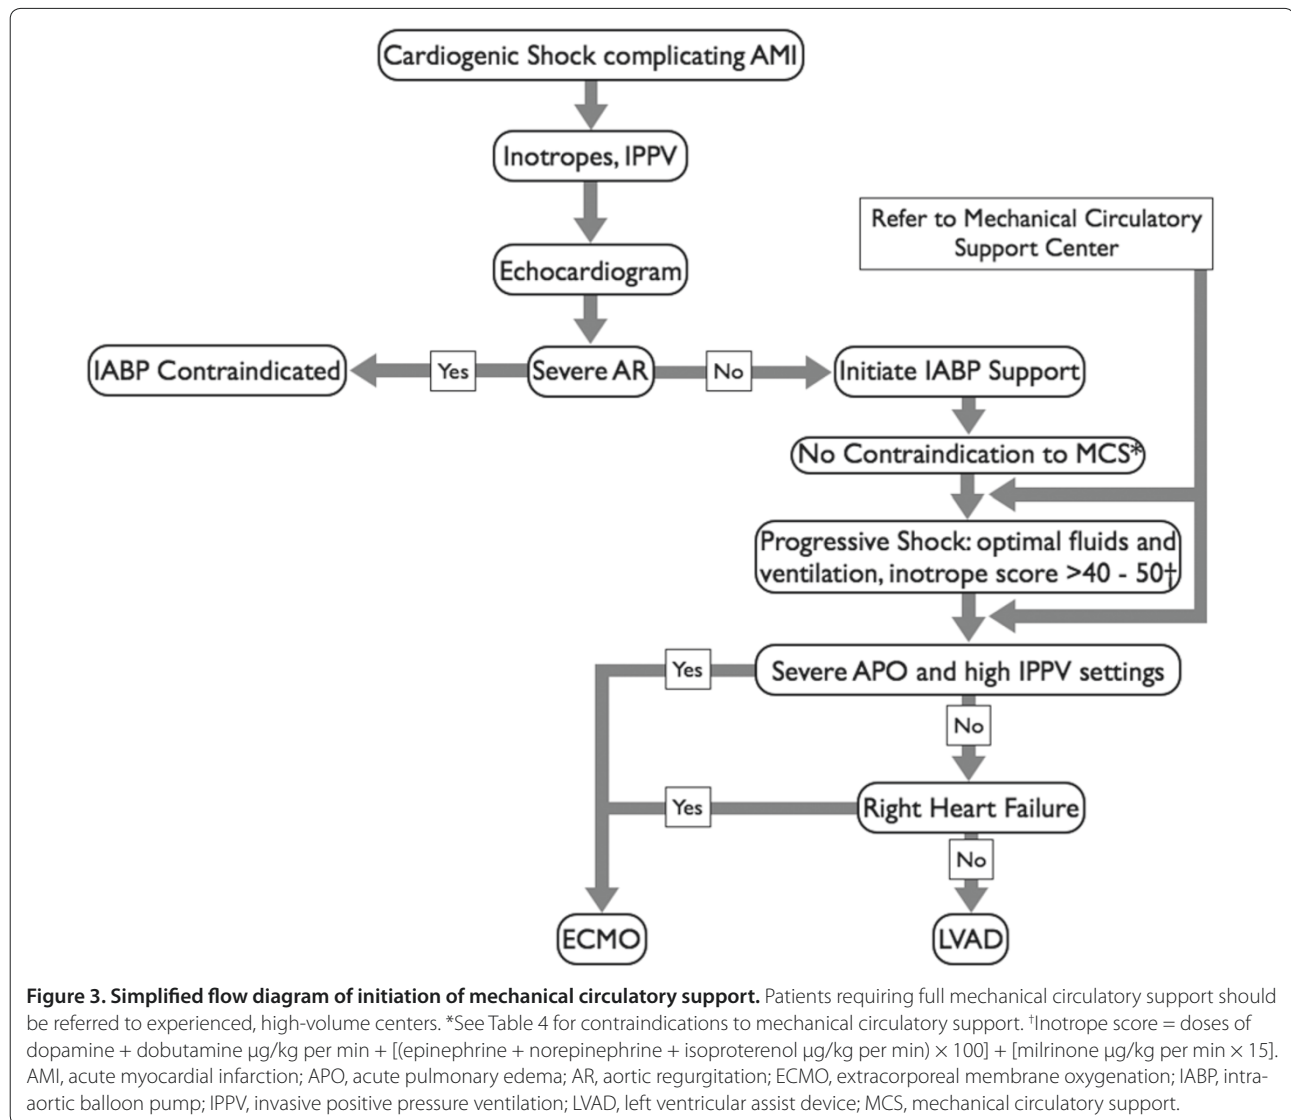 Cardiogenic Shock complicating AMI
Inotropes, IPPV
Refer to Mechanical Circulatory
Support Center
Echocardiogram
IABP Contraindicated
Yes
Severe AR
No
Initiate IABP Support
No Contraindication to MCS*
Progressive Shock: optimal fluids and
ventilation, inotrope score >40 - 50†
Yes
Severe APO and high IPPV settings
No
Yes
Right Heart Failure
No
ECMO
LVAD
Figure 3. Simplified flow diagram of initiation of mechanical circulatory support. Patients requiring full mechanical circulatory support should
be referred to experienced, high-volume centers. *See Table 4 for contraindications to mechanical circulatory support. †Inotrope score = doses of
dopamine + dobutamine μg/kg per min + [(epinephrine + norepinephrine + isoproterenol μg/kg per min) × 100] + [milrinone μg/kg per min × 15].
AMI, acute myocardial infarction; APO, acute pulmonary edema; AR, aortic regurgitation; ECMO, extracorporeal membrane oxygenation; IABP, intra-
aortic balloon pump; IPPV, invasive positive pressure ventilation; LVAD, left ventricular assist device; MCS, mechanical circulatory support.